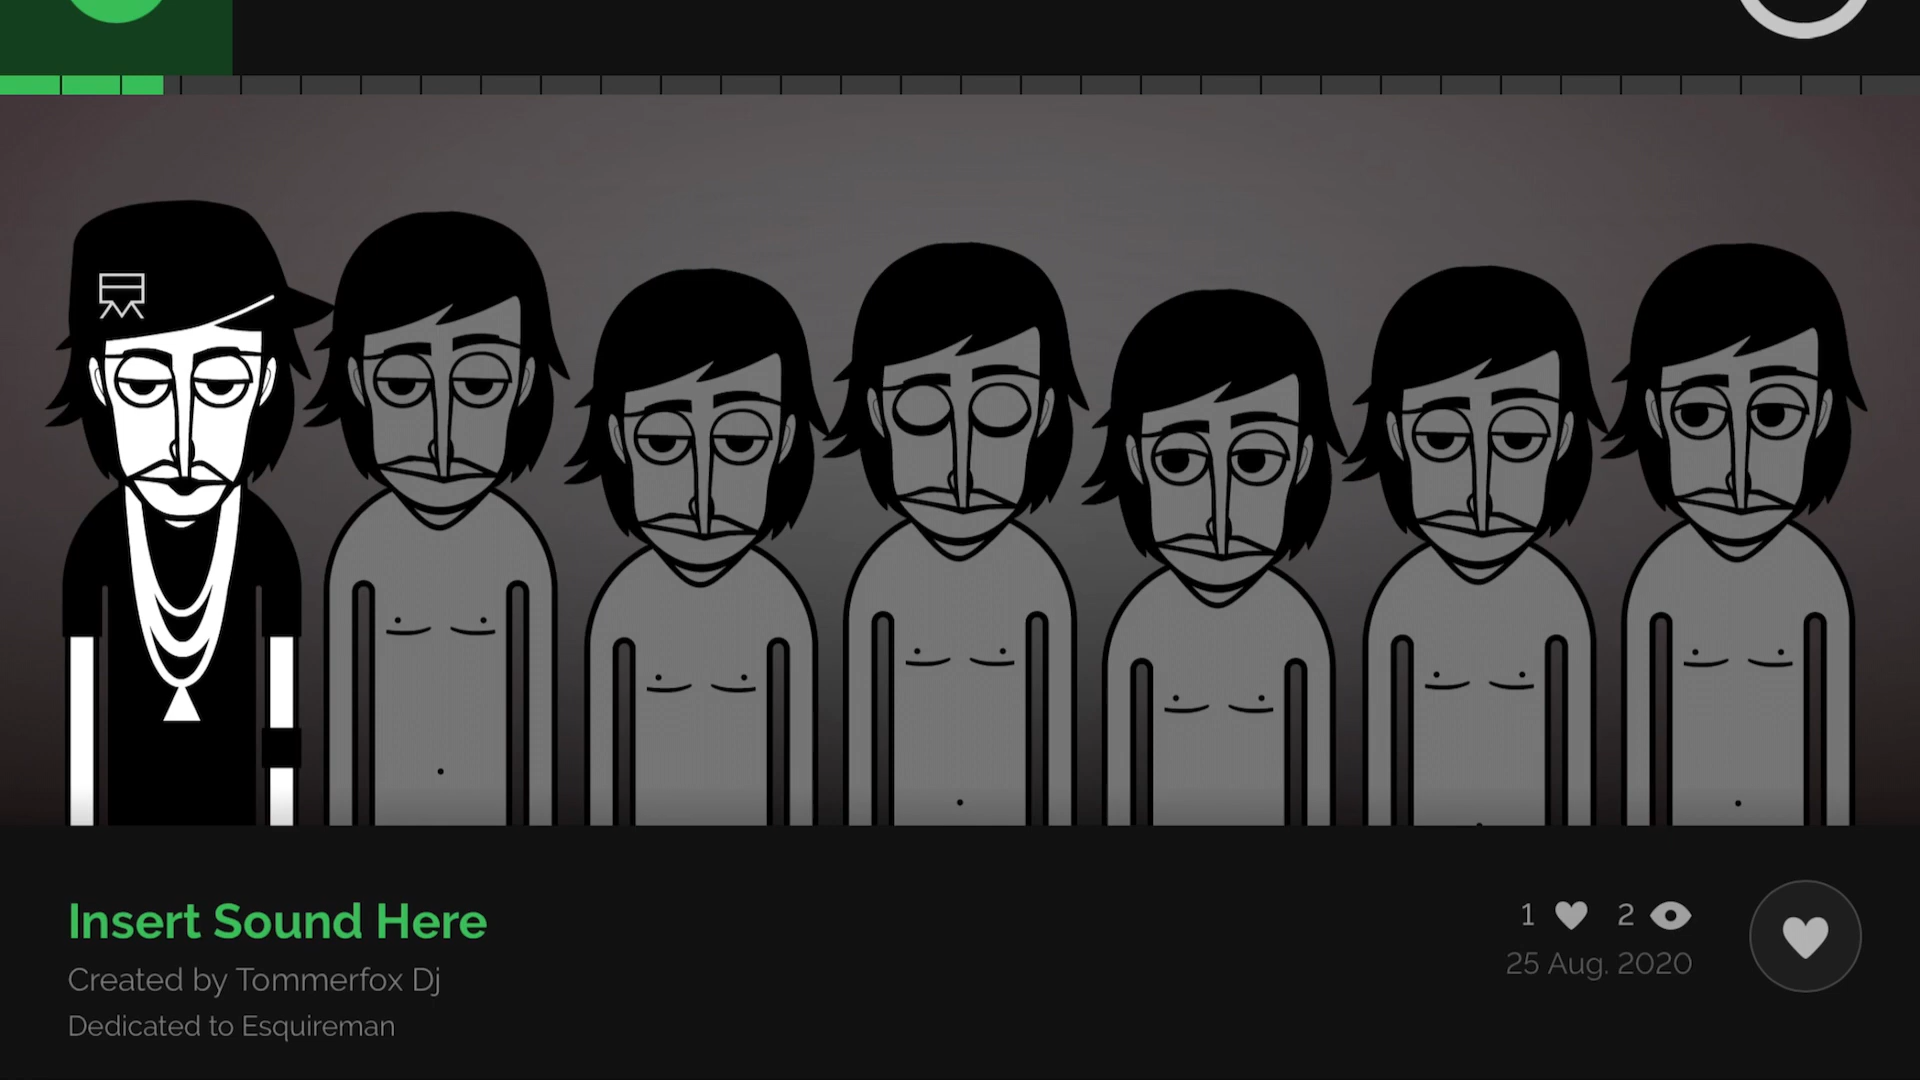 Insert Sound Here
Created by Tommerfox Dj
Dedicated to Esquireman
1 2
25 Aug. 2020